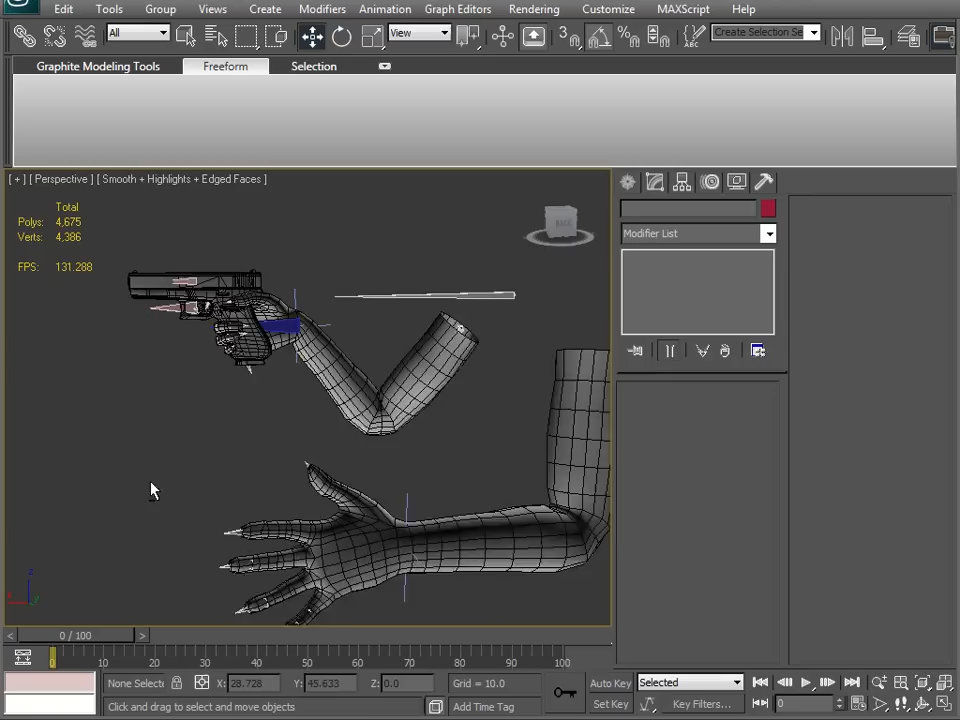 Edit Tools Group Views Create Modifiers Animation Graph Editors Rendering Customize MAXScript Help
All View 3 ABC Create Selection Se
Graphite Modeling Tools Freeform Selection
[ + ] [ Perspective ] [ Smooth + Highlights + Edged Faces ]
Total
Polys: 4,675
Verts: 4,386
FPS: 131.288
BACK
Modifier List
z
x
y
< 0 / 100 >
0 10 20 30 40 50 60 70 80 90 100
None Selecte X: 28.728 Y: 45.633 Z: 0.0 Grid = 10.0 Auto Key Selected
Click and drag to select and move objects Add Time Tag Set Key Key Filters... 0